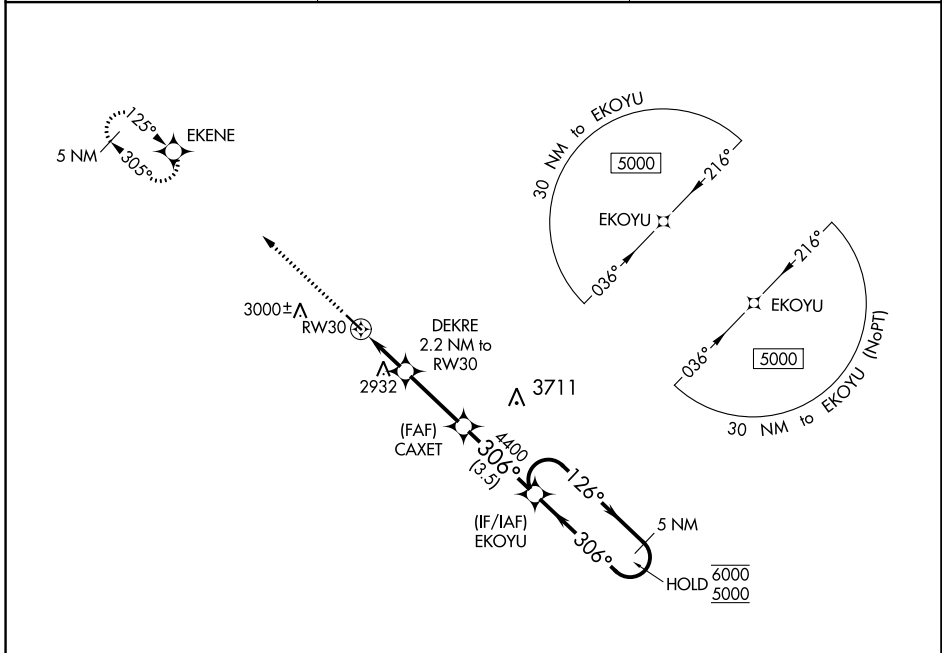 125°
EKENE
5 NM
305°
30 NM to EKOYU
5000
216°
EKOYU
036°
216°
EKOYU
036°
5000
30 NM to EKOYU (NoPT)
3000±
RW30
DEKRE
2.2 NM to
RW30
2932
3711
(FAF)
CAXET
4400
306°
(3.5)
126°
(IF/IAF)
EKOYU
5 NM
306°
HOLD 6000
5000